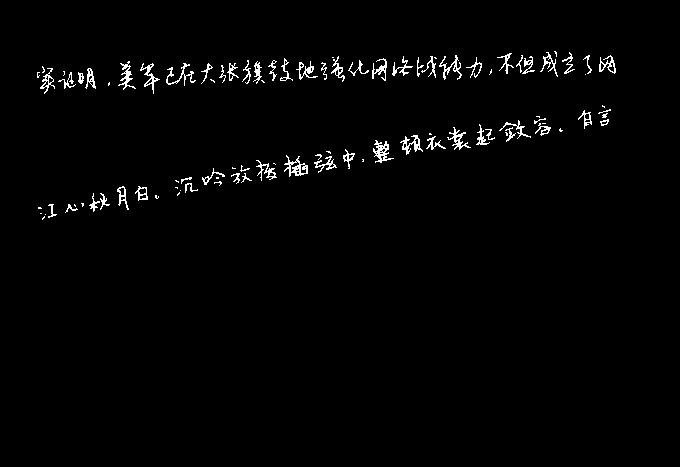 实证明，美军已在大张旗鼓地强化网络战能力，不但成立了网
江心秋月白。沉吟放拨插弦中，整顿衣裳起敛容。自言